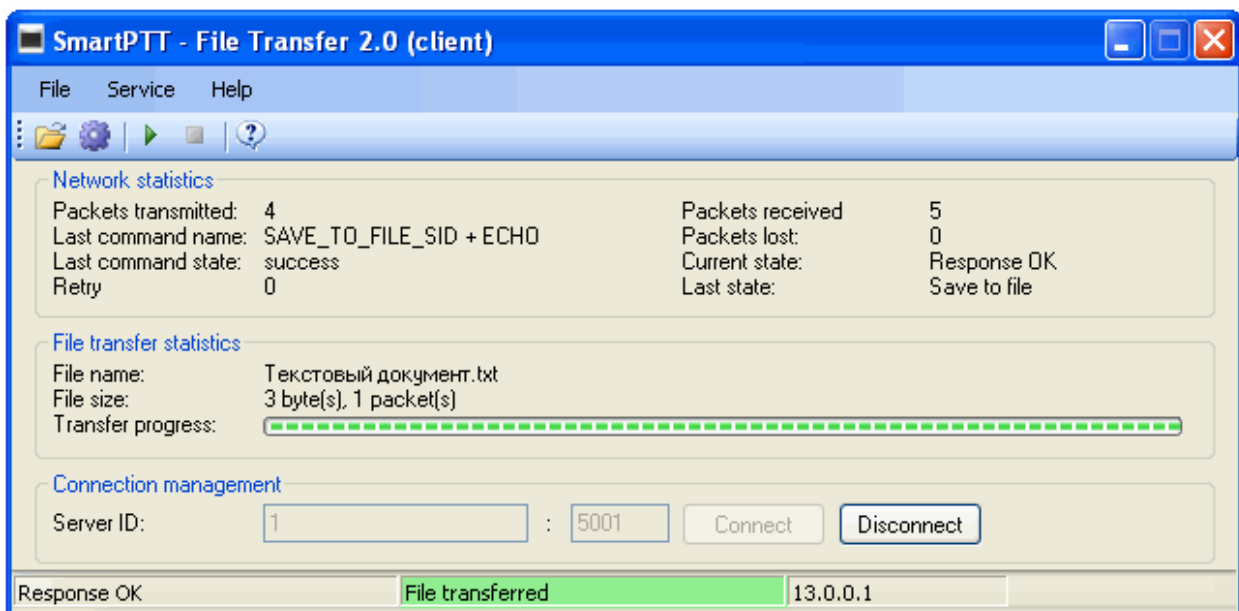 SmartPTT - File Transfer 2.0 (client)
File Service Help
Network statistics
Packets transmitted: 4 Packets received 5
Last command name: SAVE_TO_FILE_SID + ECHO Packets lost: 0
Last command state: success Current state: Response OK
Retry 0 Last state: Save to file
File transfer statistics
File name: Текстовый документ.txt
File size: 3 byte(s), 1 packet(s)
Transfer progress:
Connection management
Server ID: 1 : 5001 Connect Disconnect
Response OK File transferred 13.0.0.1